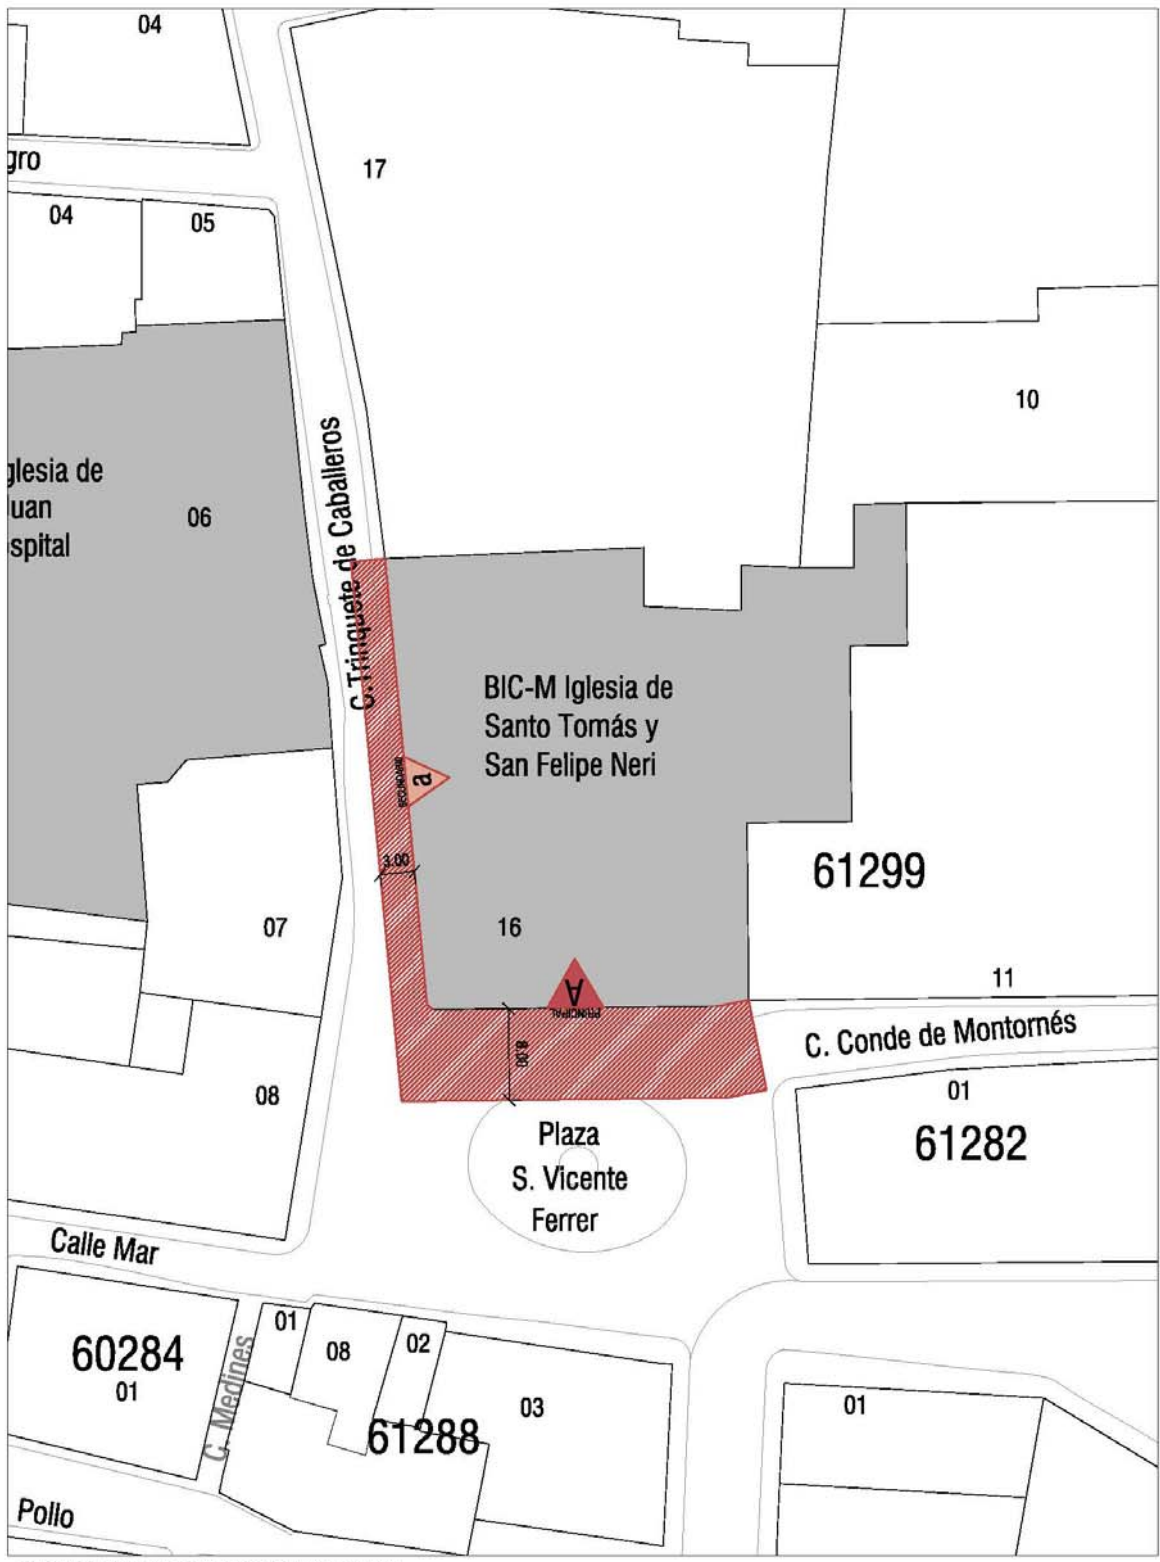 04
gro
17
04
05
10
glesia de
Juan
spital
06
C. Trinquete de Caballeros
BIC-M Iglesia de
Santo Tomás y
San Felipe Neri
SECUNDARIO
a
3.00
61299
07
16
A
PRINCIPAL
11
8.00
C. Conde de Montornés
01
08
61282
Plaza
S. Vicente
Ferrer
Calle Mar
60284
01
C. Medines
01
08
02
03
61288
01
Pollo